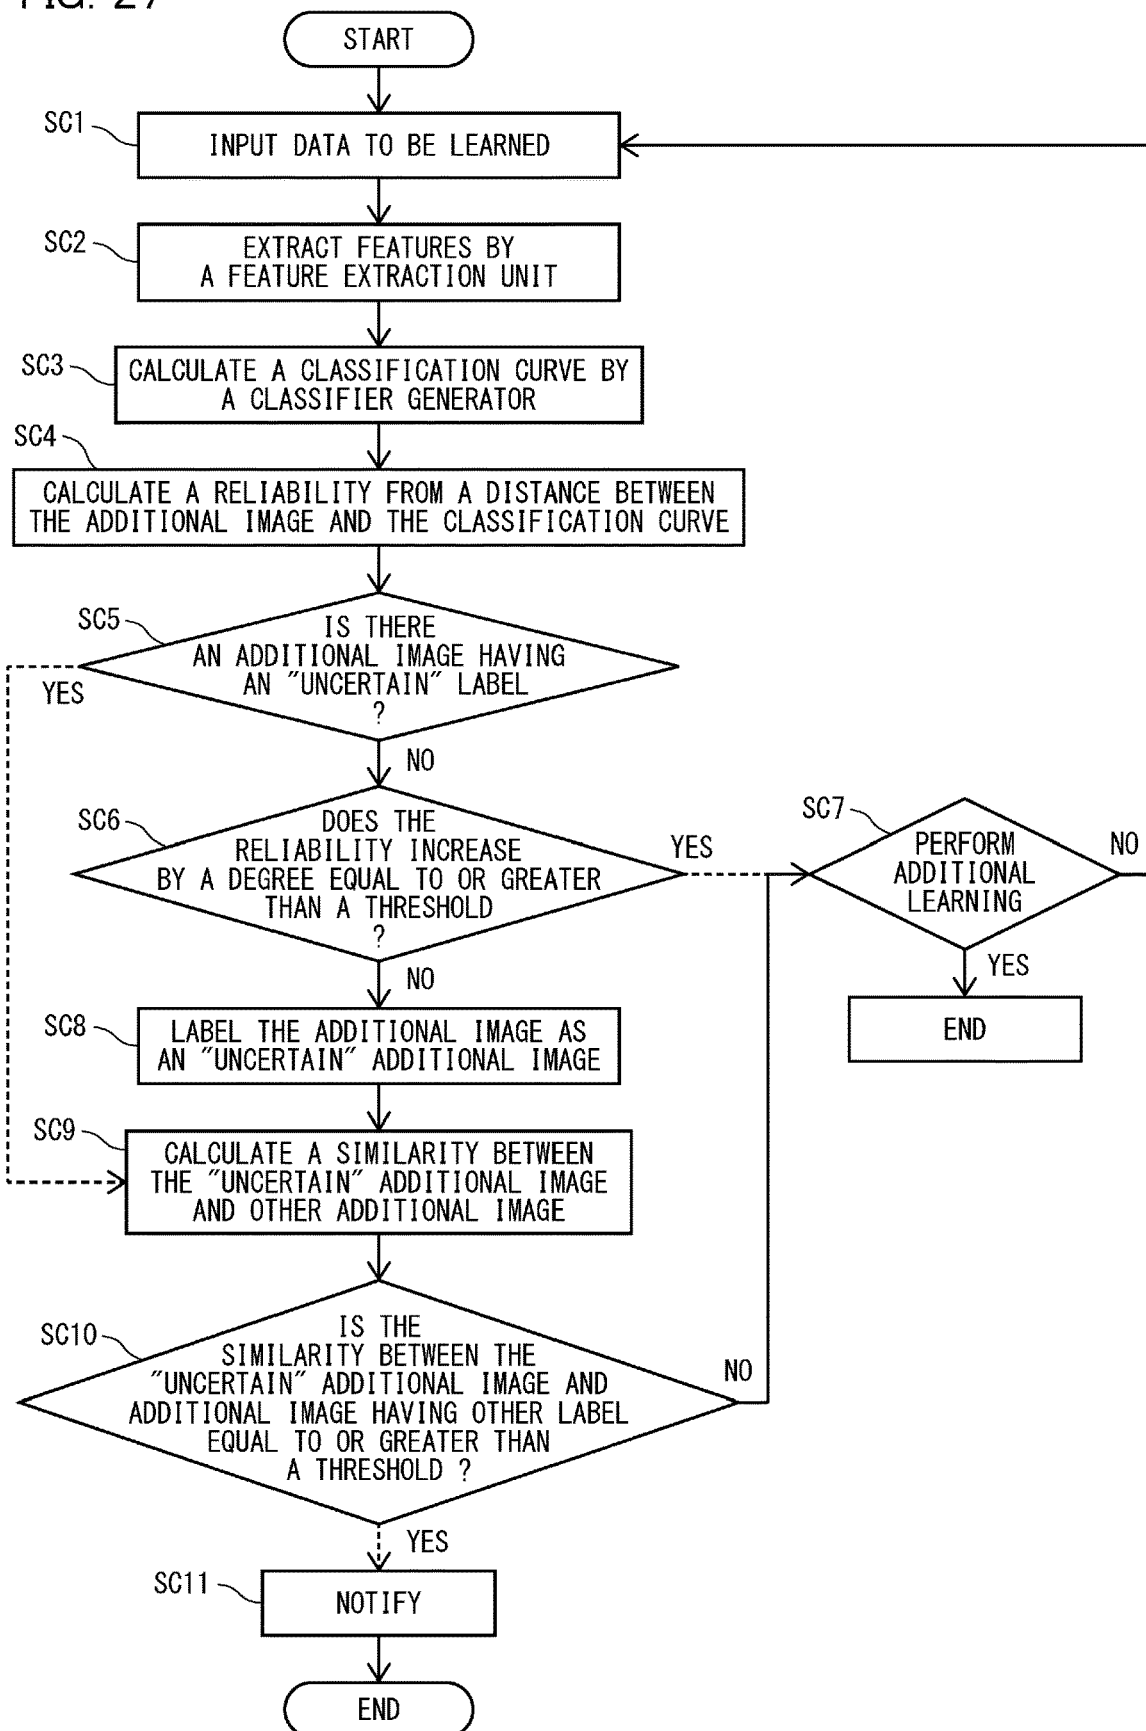 START
SC1
INPUT DATA TO BE LEARNED
SC2
EXTRACT FEATURES BY
A FEATURE EXTRACTION UNIT
SC3
CALCULATE A CLASSIFICATION CURVE BY
A CLASSIFIER GENERATOR
SC4
CALCULATE A RELIABILITY FROM A DISTANCE BETWEEN
THE ADDITIONAL IMAGE AND THE CLASSIFICATION CURVE
SC5
IS THERE
AN ADDITIONAL IMAGE HAVING
AN "UNCERTAIN" LABEL
?
YES
NO
SC6
DOES THE
RELIABILITY INCREASE
BY A DEGREE EQUAL TO OR GREATER
THAN A THRESHOLD
?
YES
NO
SC7
PERFORM
ADDITIONAL
LEARNING
NO
YES
END
SC8
LABEL THE ADDITIONAL IMAGE AS
AN "UNCERTAIN" ADDITIONAL IMAGE
SC9
CALCULATE A SIMILARITY BETWEEN
THE "UNCERTAIN" ADDITIONAL IMAGE
AND OTHER ADDITIONAL IMAGE
SC10
IS THE
SIMILARITY BETWEEN THE
"UNCERTAIN" ADDITIONAL IMAGE AND
ADDITIONAL IMAGE HAVING OTHER LABEL
EQUAL TO OR GREATER THAN
A THRESHOLD ?
NO
YES
SC11
NOTIFY
END